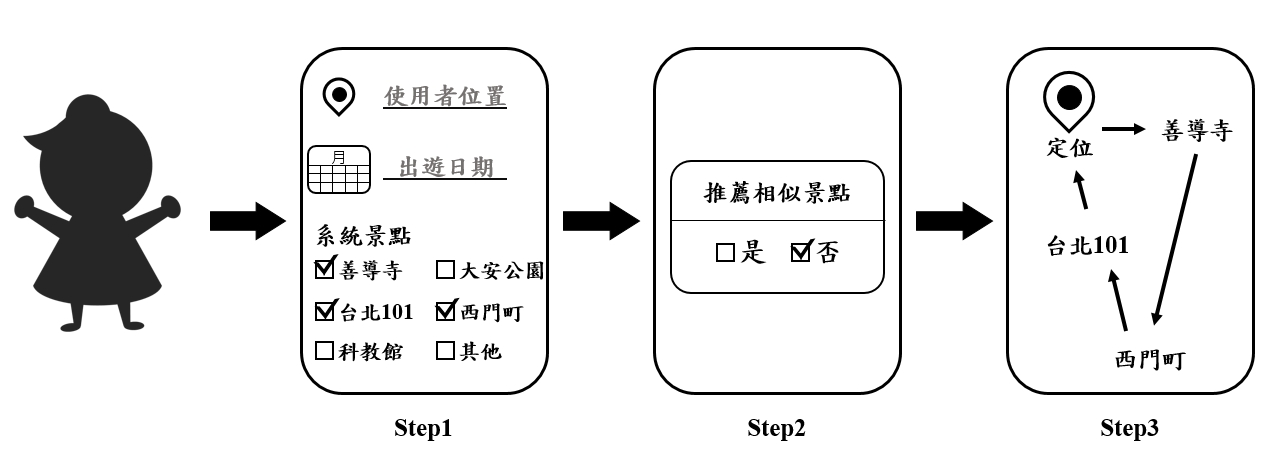 使用者位置
月
出遊日期
系統景點
善導寺 大安公園
台北101 西門町
科教館 其他
Step1
推薦相似景點
是 否
Step2
定位 善導寺
台北101
西門町
Step3